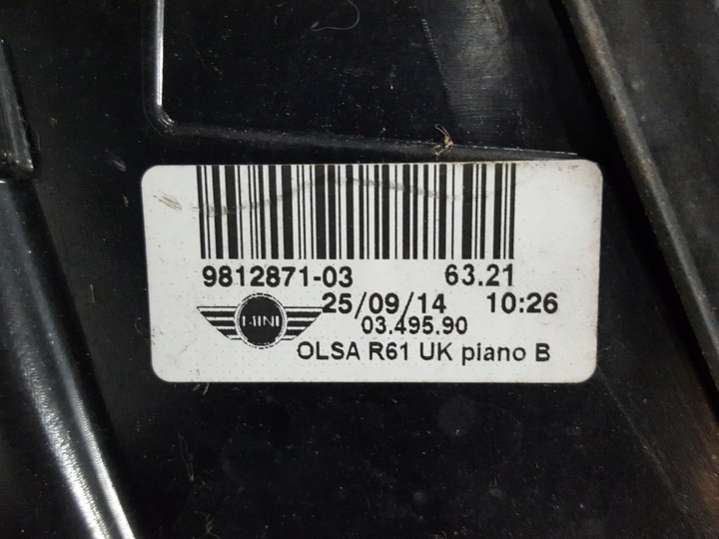 9812871-03 63.21
25/09/14 10:26
MINI
03.495.90
OLSA R61 UK piano B